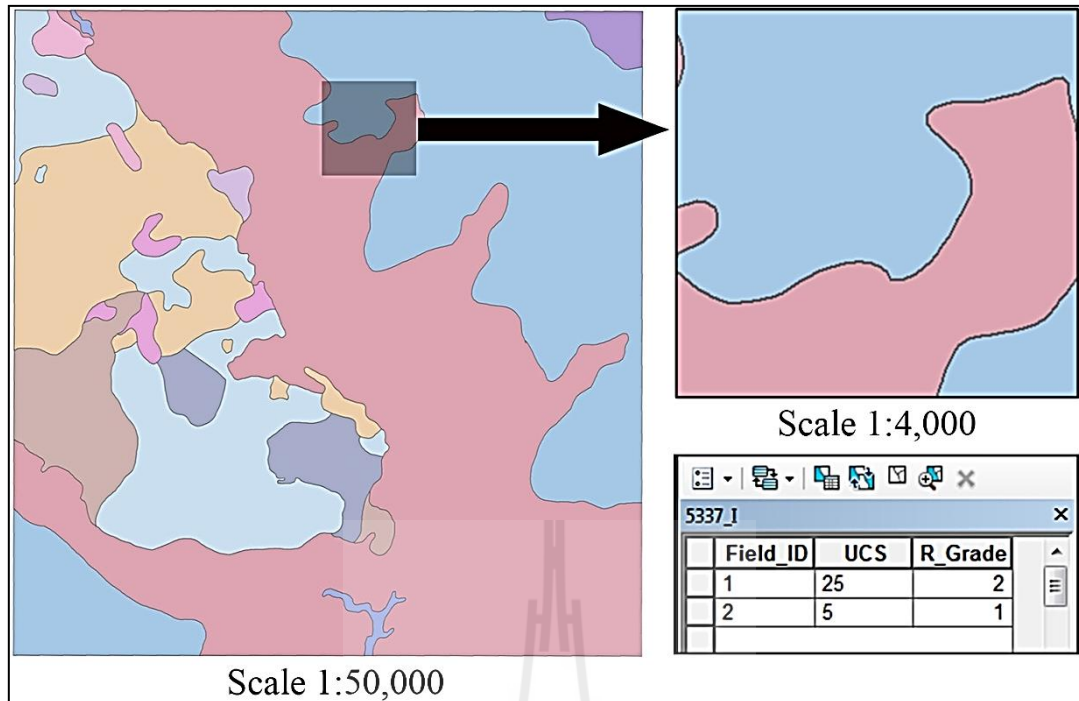 Scale 1:50,000
Scale 1:4,000
5337_I
Field_ID UCS R_Grade
1 25 2
2 5 1